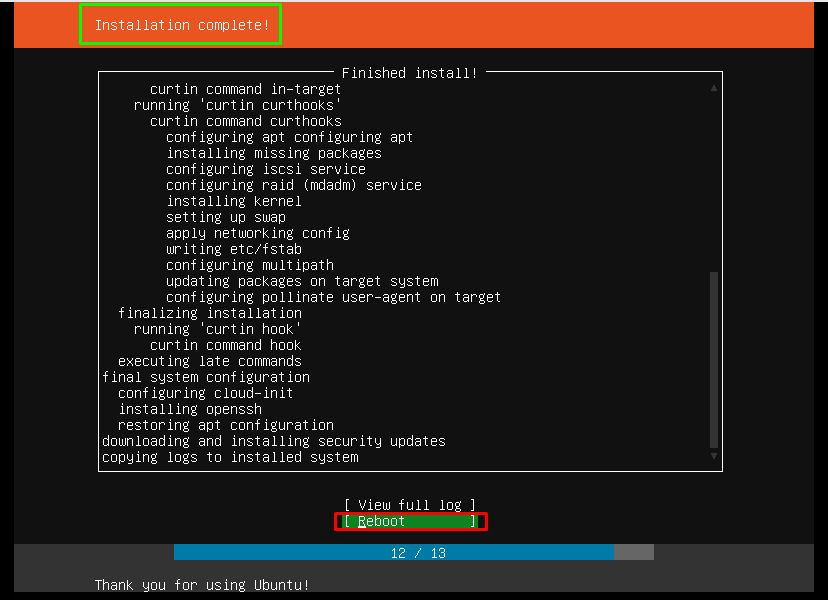 Installation complete!
Finished install!
curtin command in-target
running 'curtin curthooks'
curtin command curthooks
configuring apt configuring apt
installing missing packages
configuring iscsi service
configuring raid (mdadm) service
installing kernel
setting up swap
apply networking config
writing etc/fstab
configuring multipath
updating packages on target system
configuring pollinate user-agent on target
finalizing installation
running 'curtin hook'
curtin command hook
executing late commands
final system configuration
configuring cloud-init
installing openssh
restoring apt configuration
downloading and installing security updates
copying logs to installed system
[ View full log ]
[ Reboot ]
12 / 13
Thank you for using Ubuntu!